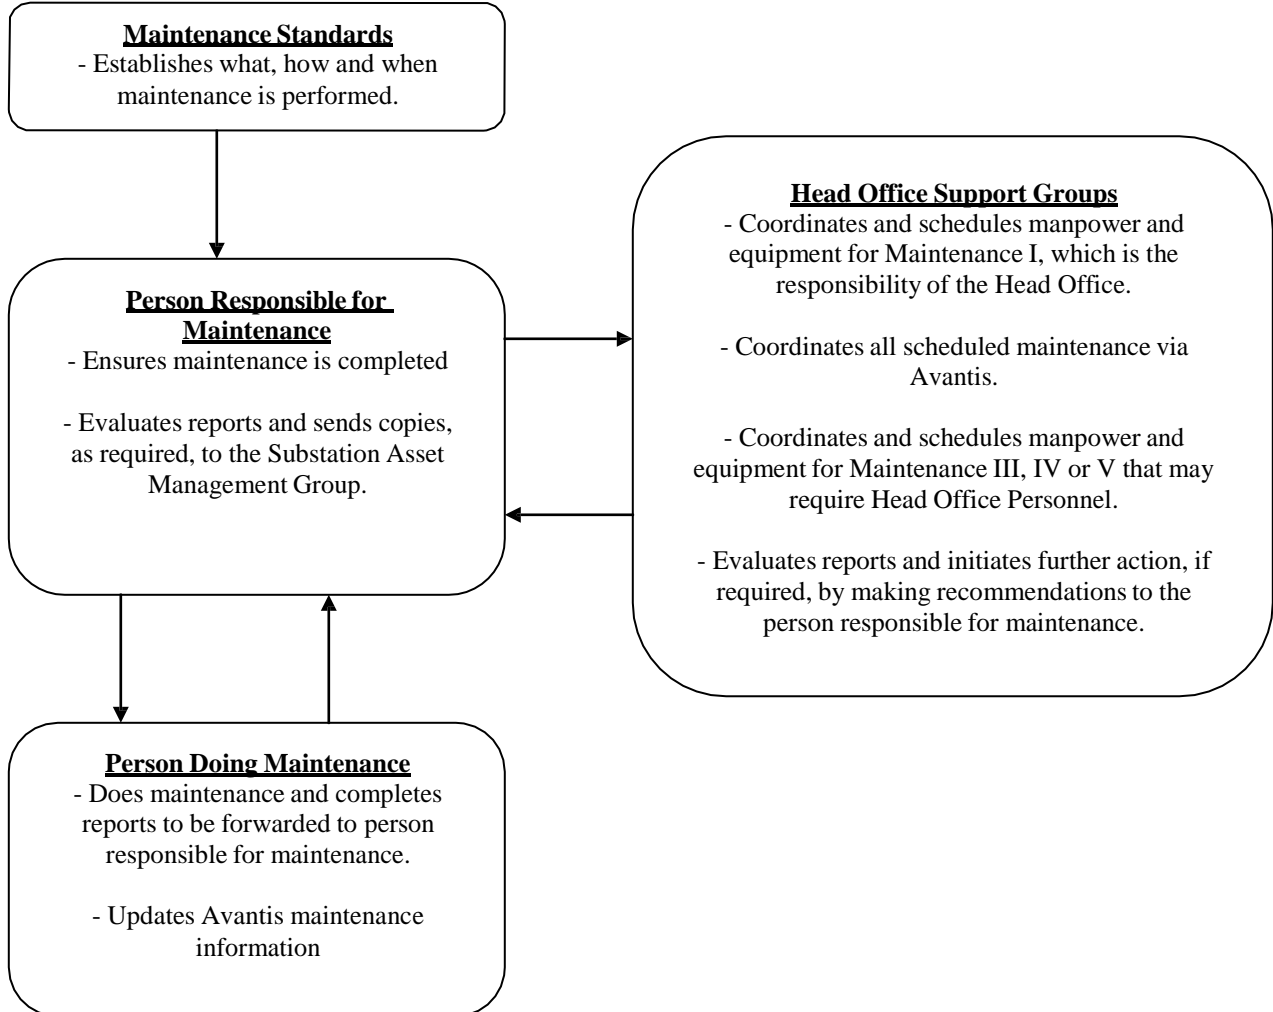 Maintenance Standards
- Establishes what, how and when
maintenance is performed.
Person Responsible for
Maintenance
- Ensures maintenance is completed
- Evaluates reports and sends copies,
as required, to the Substation Asset
Management Group.
Head Office Support Groups
- Coordinates and schedules manpower and
equipment for Maintenance I, which is the
responsibility of the Head Office.
- Coordinates all scheduled maintenance via
Avantis.
- Coordinates and schedules manpower and
equipment for Maintenance III, IV or V that may
require Head Office Personnel.
- Evaluates reports and initiates further action, if
required, by making recommendations to the
person responsible for maintenance.
Person Doing Maintenance
- Does maintenance and completes
reports to be forwarded to person
responsible for maintenance.
- Updates Avantis maintenance
information